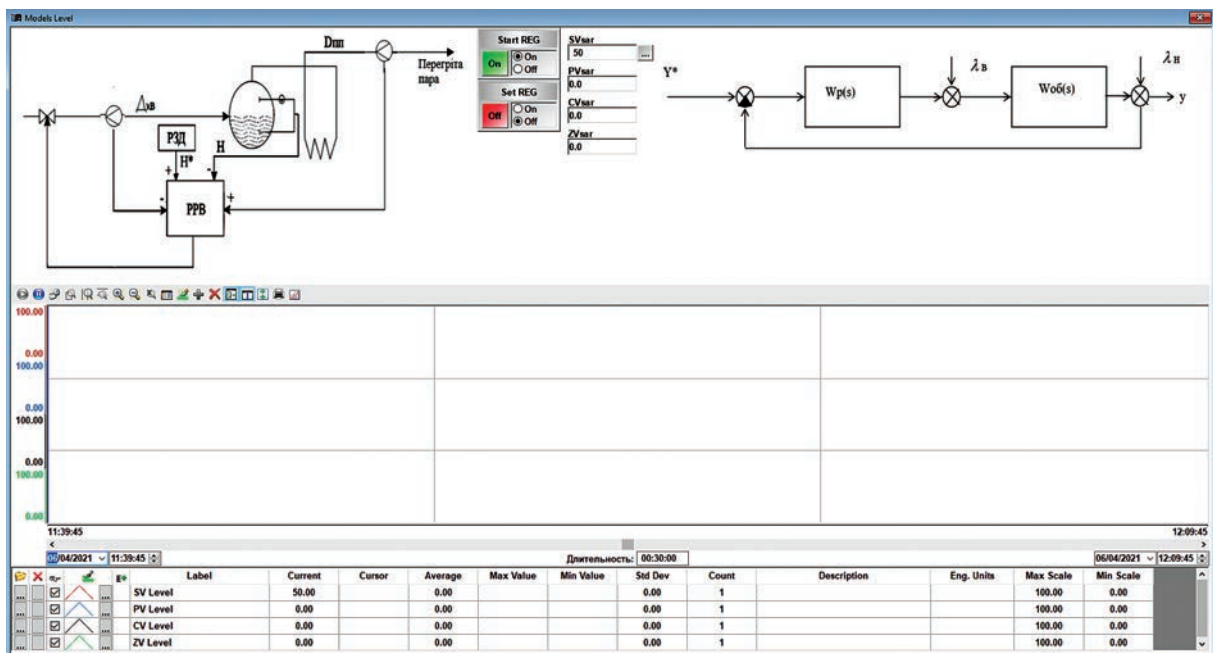 Models Level
Dпп
Перегріта
пара
Джв
РЗД
H*
H
+
-
-
+
РРВ
Start REG
On
On
Off
Set REG
Off
On
Off
SVsar
50
...
PVsar
0.0
CVsar
0.0
ZVsar
0.0
Y*
Wp(s)
λв
Wоб(s)
λн
y
100.00
0.00
100.00
0.00
100.00
0.00
100.00
0.00
11:39:45 12:09:45
06/04/2021 11:39:45 Длительность: 00:30:00 06/04/2021 12:09:45
Label Current Cursor Average Max Value Min Value Std Dev Count Description Eng. Units Max Scale Min Scale
SV Level 50.00 0.00 0.00 1 100.00 0.00
PV Level 0.00 0.00 0.00 1 100.00 0.00
CV Level 0.00 0.00 0.00 1 100.00 0.00
ZV Level 0.00 0.00 0.00 1 100.00 0.00